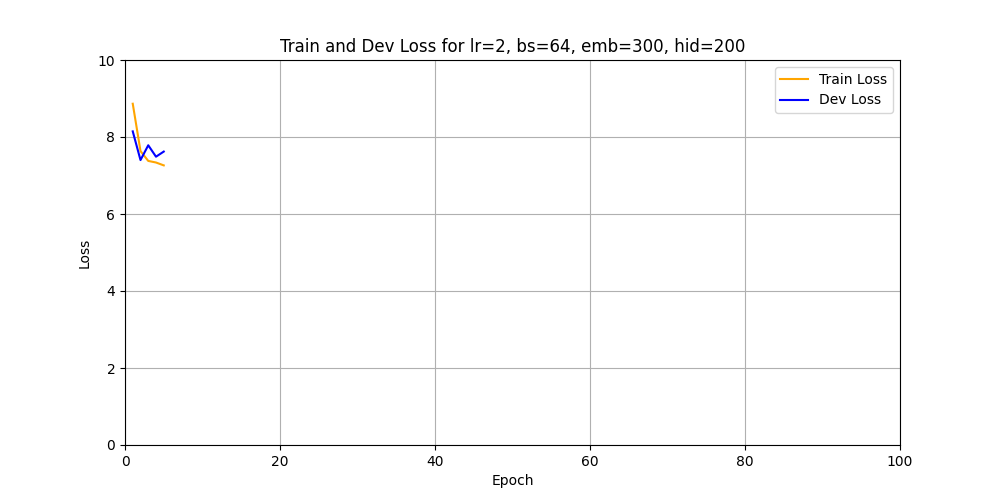 Train and Dev Loss for lr=2, bs=64, emb=300, hid=200
Train Loss
Dev Loss
10
8
6
4
2
0
Loss
0 20 40 60 80 100
Epoch